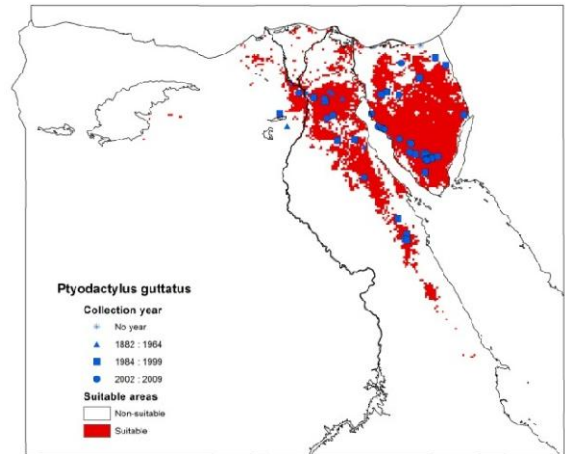 Ptyodactylus guttatus
Collection year
No year
1882 : 1964
1984 : 1999
2002 : 2009
Suitable areas
Non-suitable
Suitable